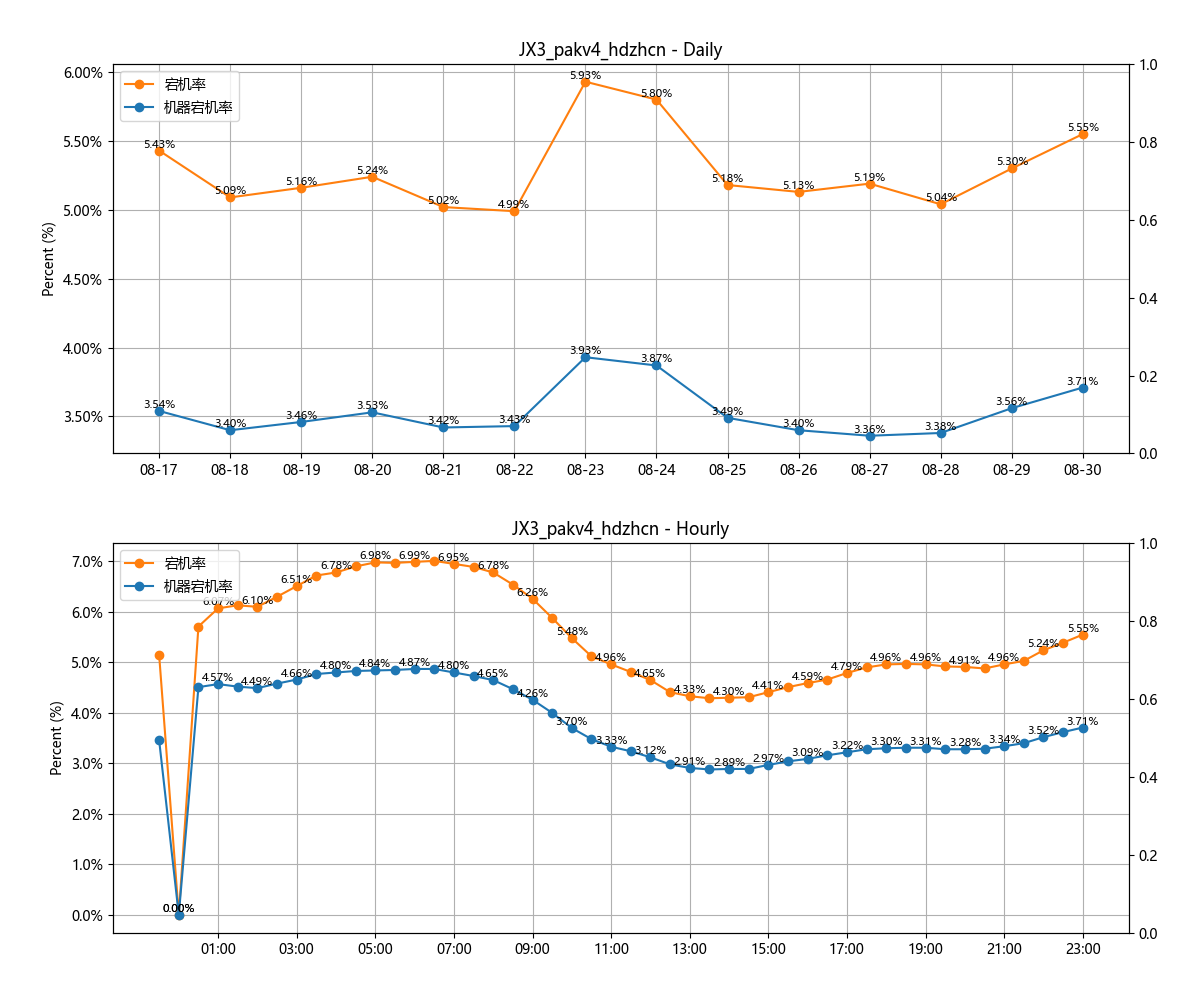 JX3_pakv4_hdzhcn - Daily
宕机率
机器宕机率
Percent (%)
6.00%
5.50%
5.00%
4.50%
4.00%
3.50%
1.0
0.8
0.6
0.4
0.2
0.0
5.43% 5.09% 5.16% 5.24% 5.02% 4.99% 5.93% 5.80% 5.18% 5.13% 5.19% 5.04% 5.30% 5.55%
3.54% 3.40% 3.46% 3.53% 3.42% 3.43% 3.93% 3.87% 3.49% 3.40% 3.36% 3.38% 3.56% 3.71%
08-17 08-18 08-19 08-20 08-21 08-22 08-23 08-24 08-25 08-26 08-27 08-28 08-29 08-30
JX3_pakv4_hdzhcn - Hourly
宕机率
机器宕机率
Percent (%)
7.0%
6.0%
5.0%
4.0%
3.0%
2.0%
1.0%
0.0%
1.0
0.8
0.6
0.4
0.2
0.0
0.00% 6.07% 6.10% 6.51% 6.78% 6.98% 6.99% 6.95% 6.78% 6.26% 5.48% 4.96% 4.65% 4.33% 4.30% 4.41% 4.59% 4.79% 4.96% 4.96% 4.91% 4.96% 5.24% 5.55%
0.00% 4.57% 4.49% 4.66% 4.80% 4.84% 4.87% 4.80% 4.65% 4.26% 3.70% 3.33% 3.12% 2.91% 2.89% 2.97% 3.09% 3.22% 3.30% 3.31% 3.28% 3.34% 3.52% 3.71%
01:00 03:00 05:00 07:00 09:00 11:00 13:00 15:00 17:00 19:00 21:00 23:00